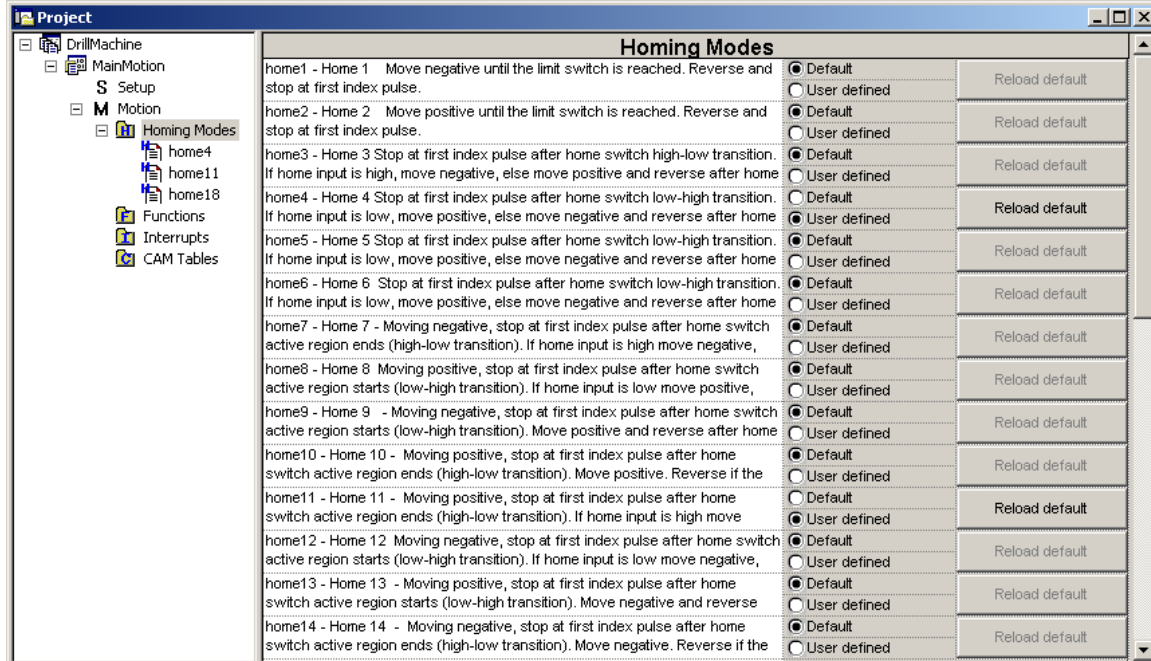 Project
DrillMachine
MainMotion
S Setup
M Motion
H Homing Modes
home4
home11
home18
F Functions
I Interrupts
C CAM Tables
Homing Modes
home1 - Home 1 Move negative until the limit switch is reached. Reverse and
stop at first index pulse.
Default
User defined
Reload default
home2 - Home 2 Move positive until the limit switch is reached. Reverse and
stop at first index pulse.
Default
User defined
Reload default
home3 - Home 3 Stop at first index pulse after home switch high-low transition.
If home input is high, move negative, else move positive and reverse after home
Default
User defined
Reload default
home4 - Home 4 Stop at first index pulse after home switch low-high transition.
If home input is low, move positive, else move negative and reverse after home
Default
User defined
Reload default
home5 - Home 5 Stop at first index pulse after home switch low-high transition.
If home input is low, move positive, else move negative and reverse after home
Default
User defined
Reload default
home6 - Home 6 Stop at first index pulse after home switch low-high transition.
If home input is low, move positive, else move negative and reverse after home
Default
User defined
Reload default
home7 - Home 7 - Moving negative, stop at first index pulse after home switch
active region ends (high-low transition). If home input is high move negative,
Default
User defined
Reload default
home8 - Home 8 Moving positive, stop at first index pulse after home switch
active region starts (low-high transition). If home input is low move positive,
Default
User defined
Reload default
home9 - Home 9 - Moving negative, stop at first index pulse after home switch
active region starts (low-high transition). Move positive and reverse after home
Default
User defined
Reload default
home10 - Home 10 - Moving positive, stop at first index pulse after home
switch active region ends (high-low transition). Move positive. Reverse if the
Default
User defined
Reload default
home11 - Home 11 - Moving positive, stop at first index pulse after home
switch active region ends (high-low transition). If home input is high move
Default
User defined
Reload default
home12 - Home 12 Moving negative, stop at first index pulse after home switch
active region starts (low-high transition). If home input is low move negative,
Default
User defined
Reload default
home13 - Home 13 - Moving positive, stop at first index pulse after home
switch active region starts (low-high transition). Move negative and reverse
Default
User defined
Reload default
home14 - Home 14 - Moving negative, stop at first index pulse after home
switch active region ends (high-low transition). Move negative. Reverse if the
Default
User defined
Reload default